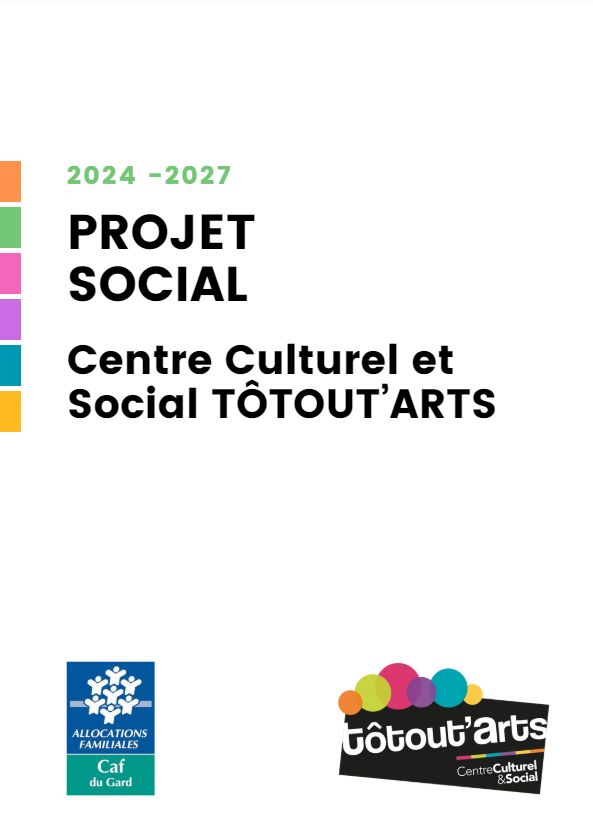 2024 -2027
PROJET
SOCIAL
Centre Culturel et
Social TÔTOUT’ARTS
ALLOCATIONS
FAMILIALES
Caf
du Gard
tôtout’arts
CentreCulturel
&Social